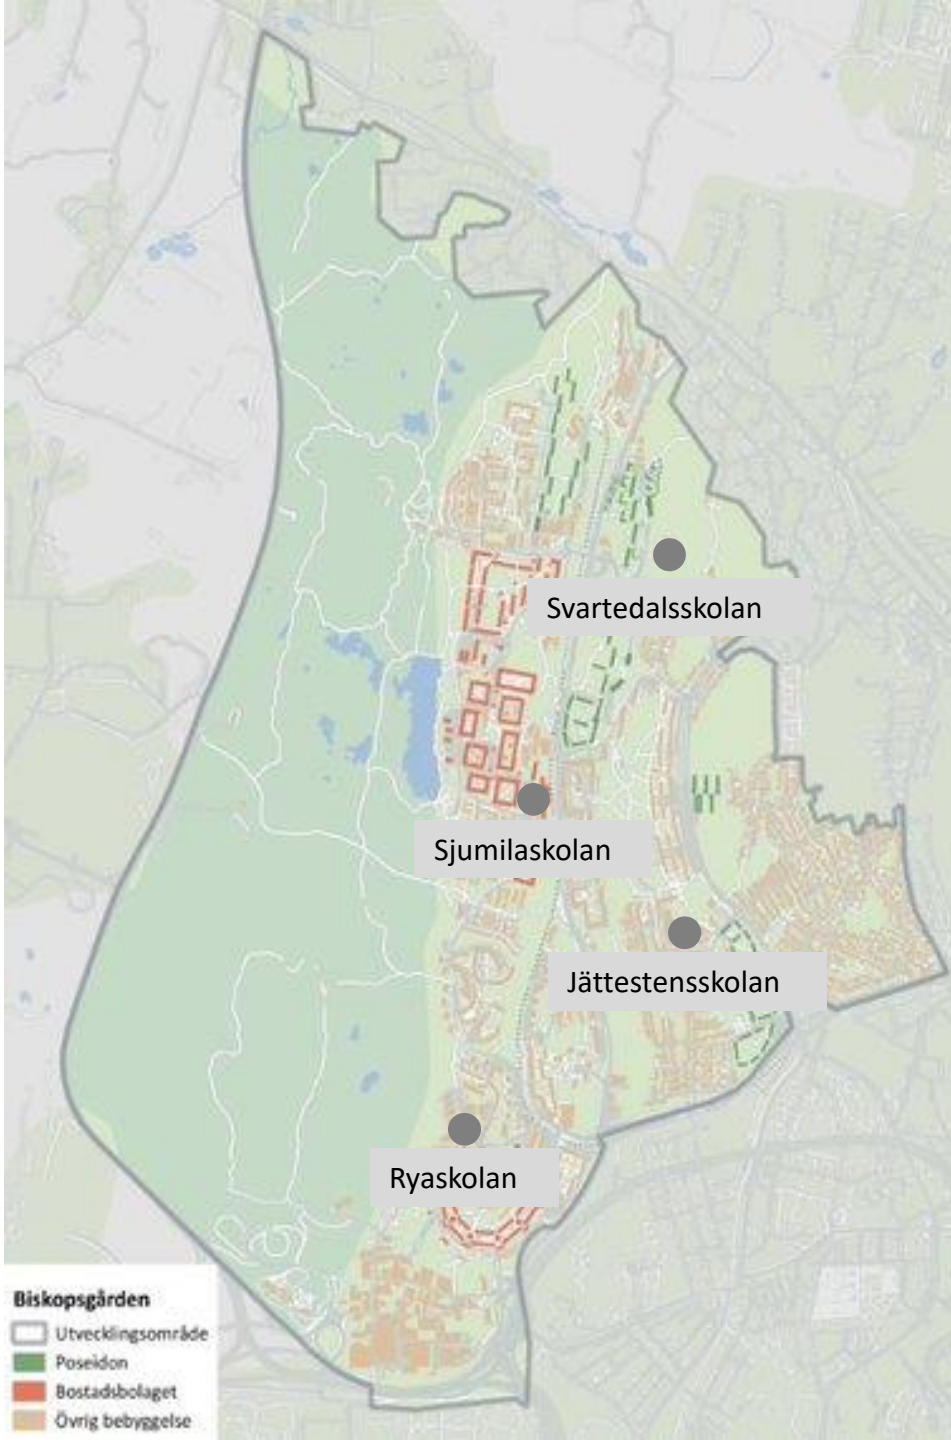 Svartedalsskolan
Sjumilaskolan
Jättestensskolan
Ryaskolan
Biskopsgården
Utvecklingsområde
Poseidon
Bostadsbolaget
Övrig bebyggelse